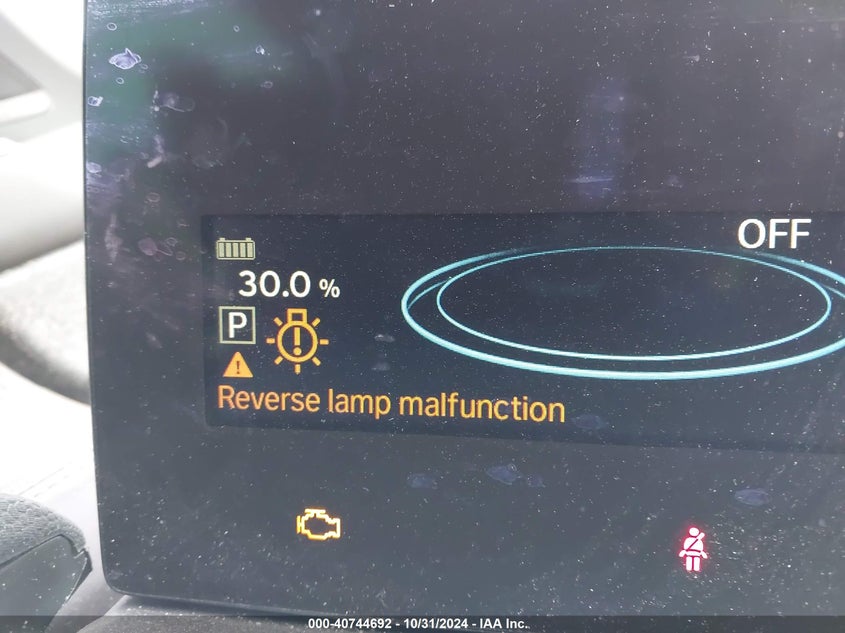 OFF
30.0 %
P
Reverse lamp malfunction
000-40744692 - 10/31/2024 - IAA Inc.